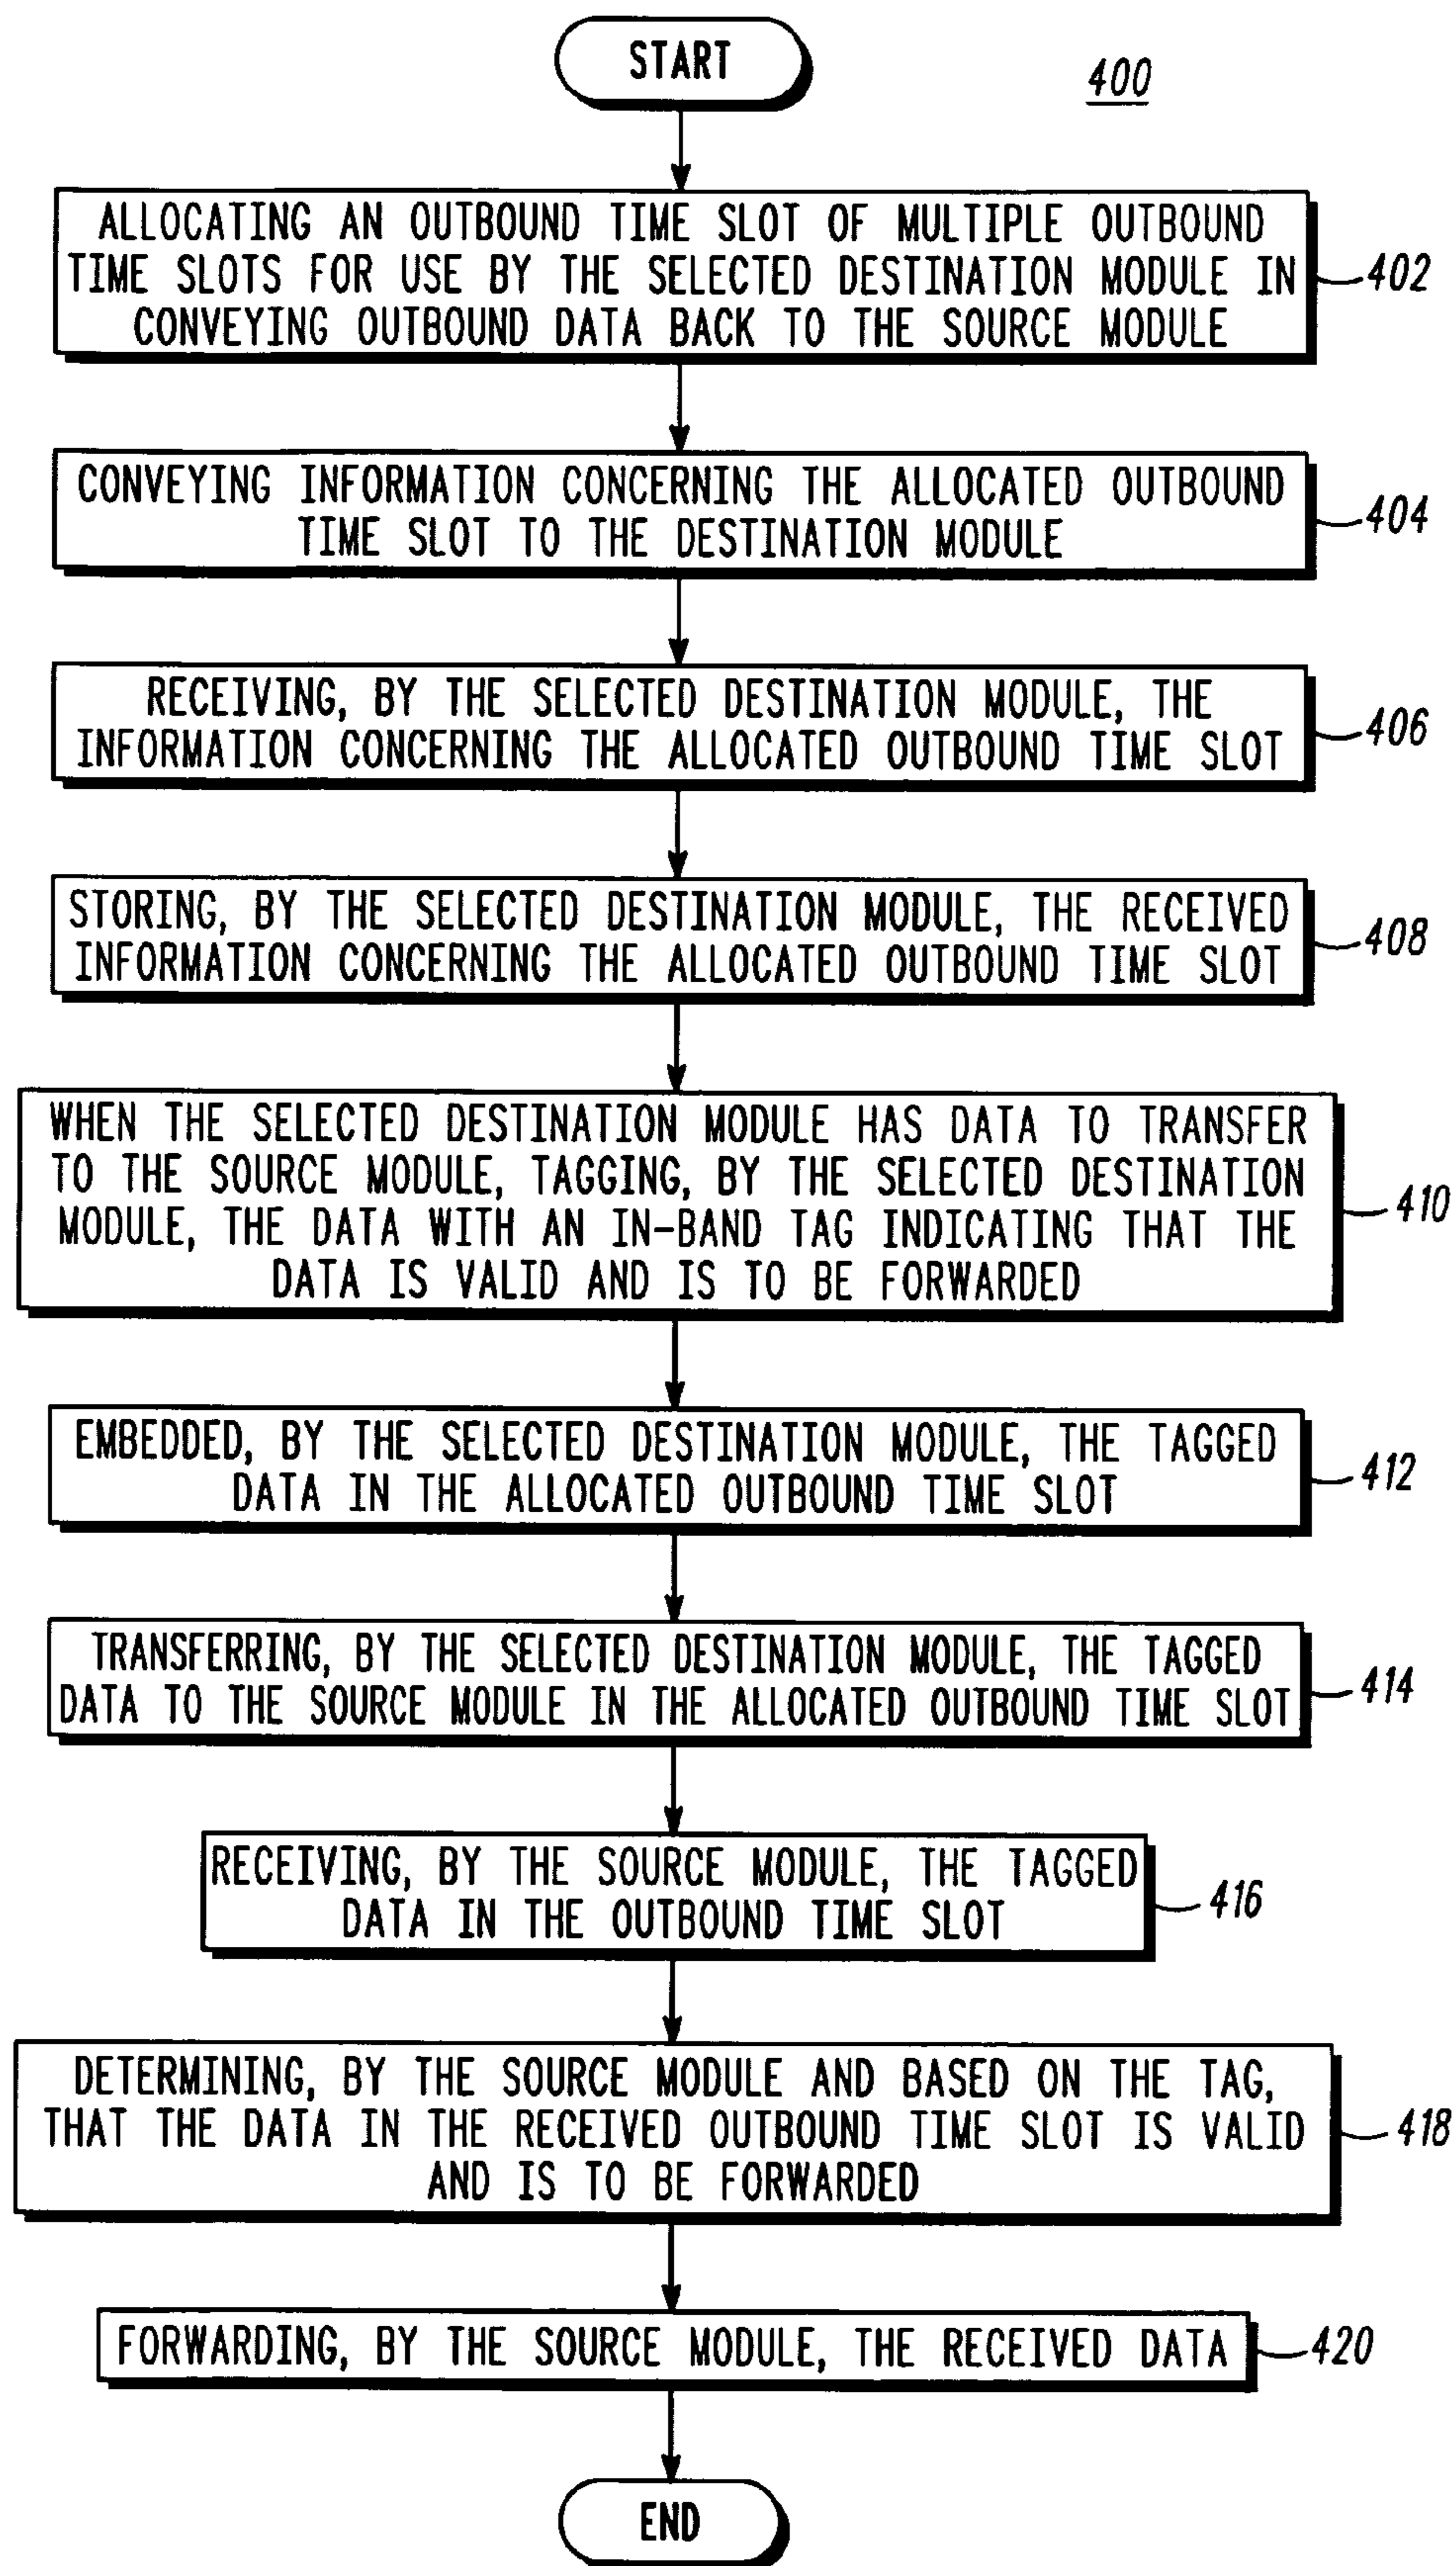 START
400
ALLOCATING AN OUTBOUND TIME SLOT OF MULTIPLE OUTBOUND
TIME SLOTS FOR USE BY THE SELECTED DESTINATION MODULE IN
CONVEYING OUTBOUND DATA BACK TO THE SOURCE MODULE
402
CONVEYING INFORMATION CONCERNING THE ALLOCATED OUTBOUND
TIME SLOT TO THE DESTINATION MODULE
404
RECEIVING, BY THE SELECTED DESTINATION MODULE, THE
INFORMATION CONCERNING THE ALLOCATED OUTBOUND TIME SLOT
406
STORING, BY THE SELECTED DESTINATION MODULE, THE RECEIVED
INFORMATION CONCERNING THE ALLOCATED OUTBOUND TIME SLOT
408
WHEN THE SELECTED DESTINATION MODULE HAS DATA TO TRANSFER
TO THE SOURCE MODULE, TAGGING, BY THE SELECTED DESTINATION
MODULE, THE DATA WITH AN IN-BAND TAG INDICATING THAT THE
DATA IS VALID AND IS TO BE FORWARDED
410
EMBEDDED, BY THE SELECTED DESTINATION MODULE, THE TAGGED
DATA IN THE ALLOCATED OUTBOUND TIME SLOT
412
TRANSFERRING, BY THE SELECTED DESTINATION MODULE, THE TAGGED
DATA TO THE SOURCE MODULE IN THE ALLOCATED OUTBOUND TIME SLOT
414
RECEIVING, BY THE SOURCE MODULE, THE TAGGED
DATA IN THE OUTBOUND TIME SLOT
416
DETERMINING, BY THE SOURCE MODULE AND BASED ON THE TAG,
THAT THE DATA IN THE RECEIVED OUTBOUND TIME SLOT IS VALID
AND IS TO BE FORWARDED
418
FORWARDING, BY THE SOURCE MODULE, THE RECEIVED DATA
420
END